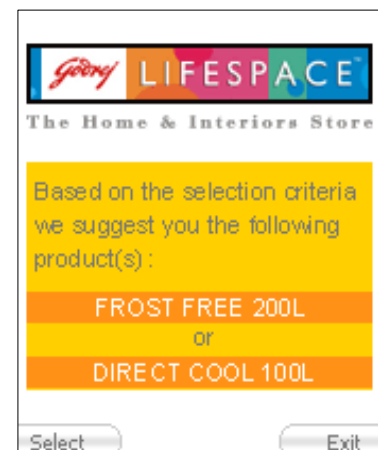 Godrej LIFESPACE
The Home & Interiors Store
Based on the selection criteria
we suggest you the following
product(s) :
FROST FREE 200L
or
DIRECT COOL 100L
Select Exit